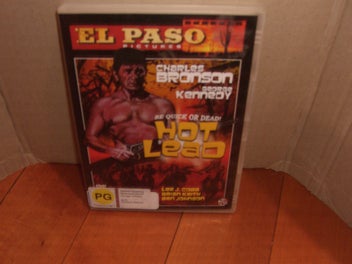 EL PASO
PICTURES
CHARLES
BRONSON
GEORGE
KENNEDY
BE QUICK OR DEAD!
HOT
LEAD
LEE J. COBB
BRIAN KEITH
BEN JOHNSON
PG
DVD